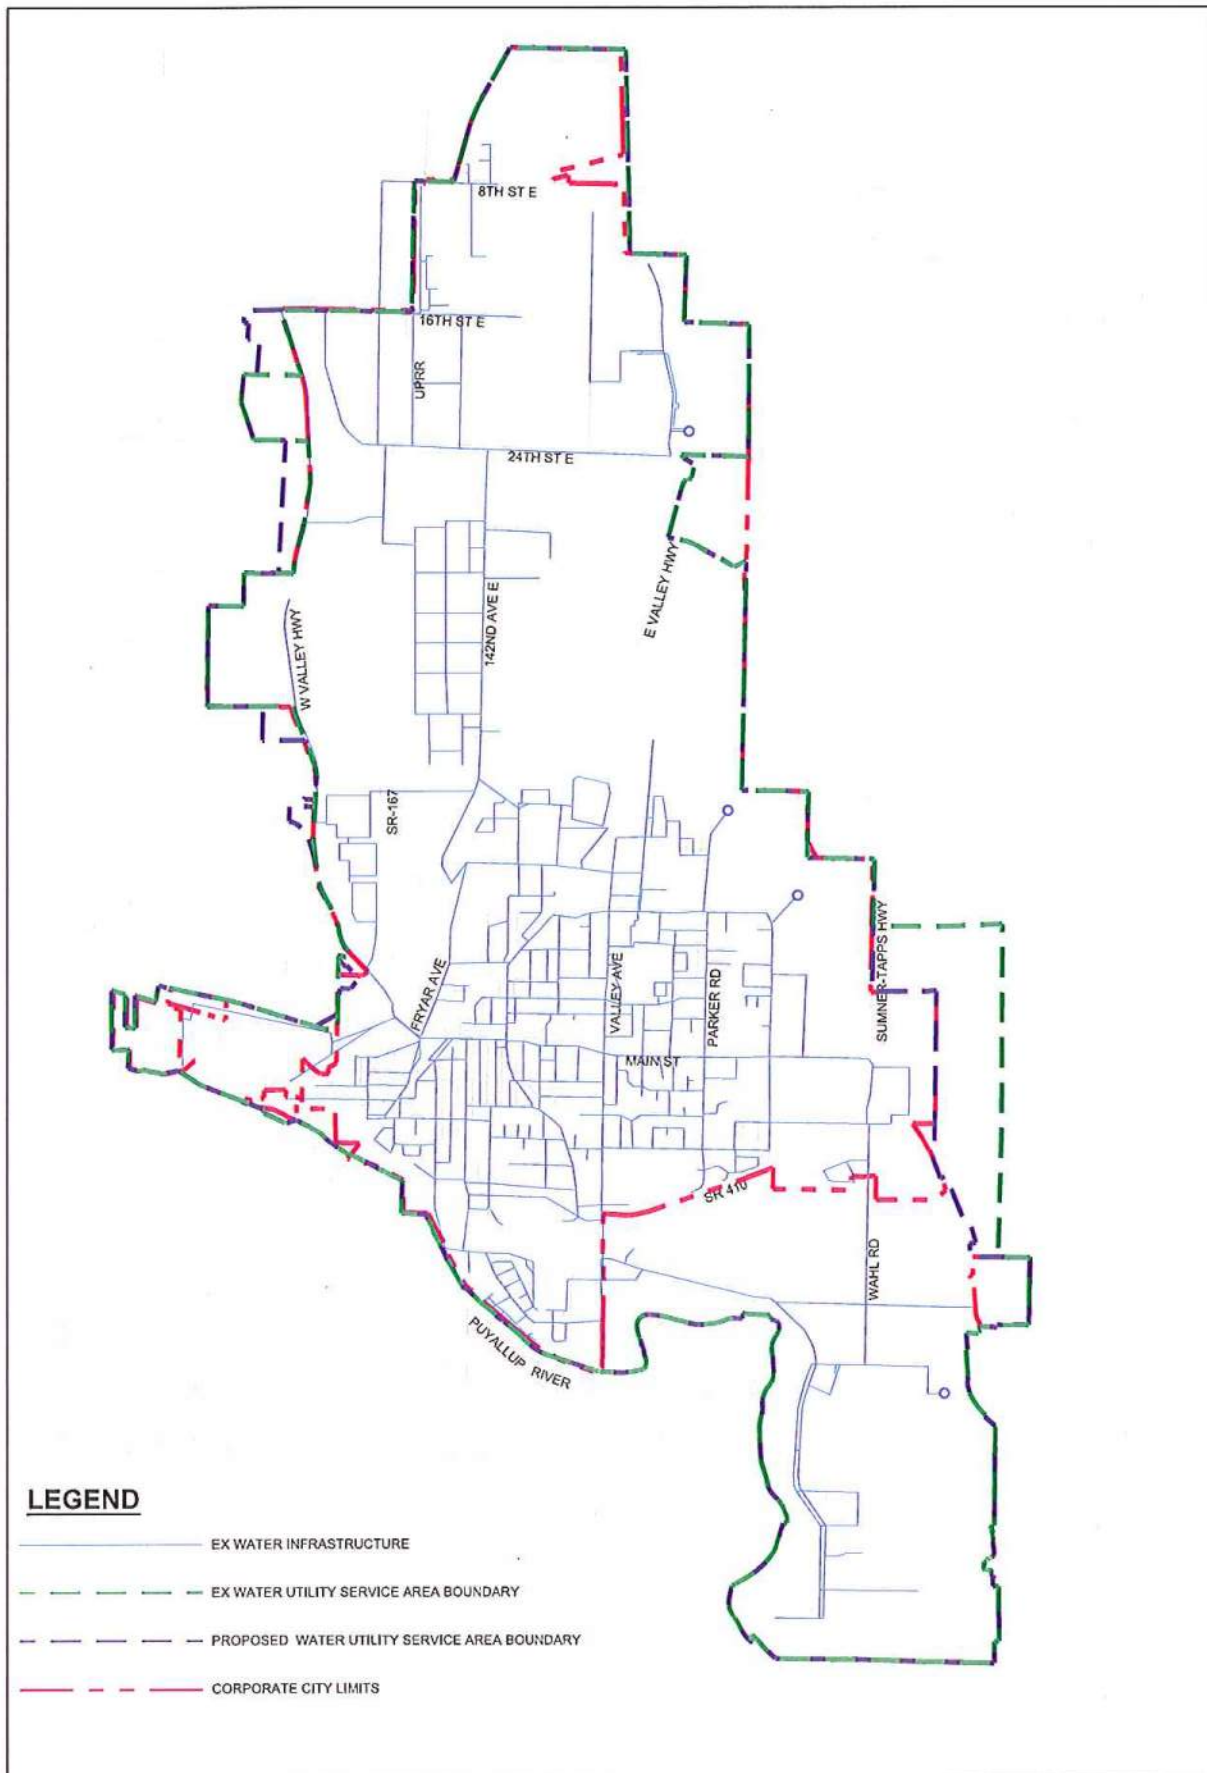 8TH ST E
16TH ST E
UPRR
24TH ST E
E VALLEY HWY
142ND AVE E
W VALLEY HWY
SR-167
SUMNER-TAPPS HWY
FRYAR AVE
VALLEY AVE
PARKER RD
MAIN ST
SR 410
WAHL RD
PUYALLUP RIVER
LEGEND
EX WATER INFRASTRUCTURE
EX WATER UTILITY SERVICE AREA BOUNDARY
PROPOSED WATER UTILITY SERVICE AREA BOUNDARY
CORPORATE CITY LIMITS